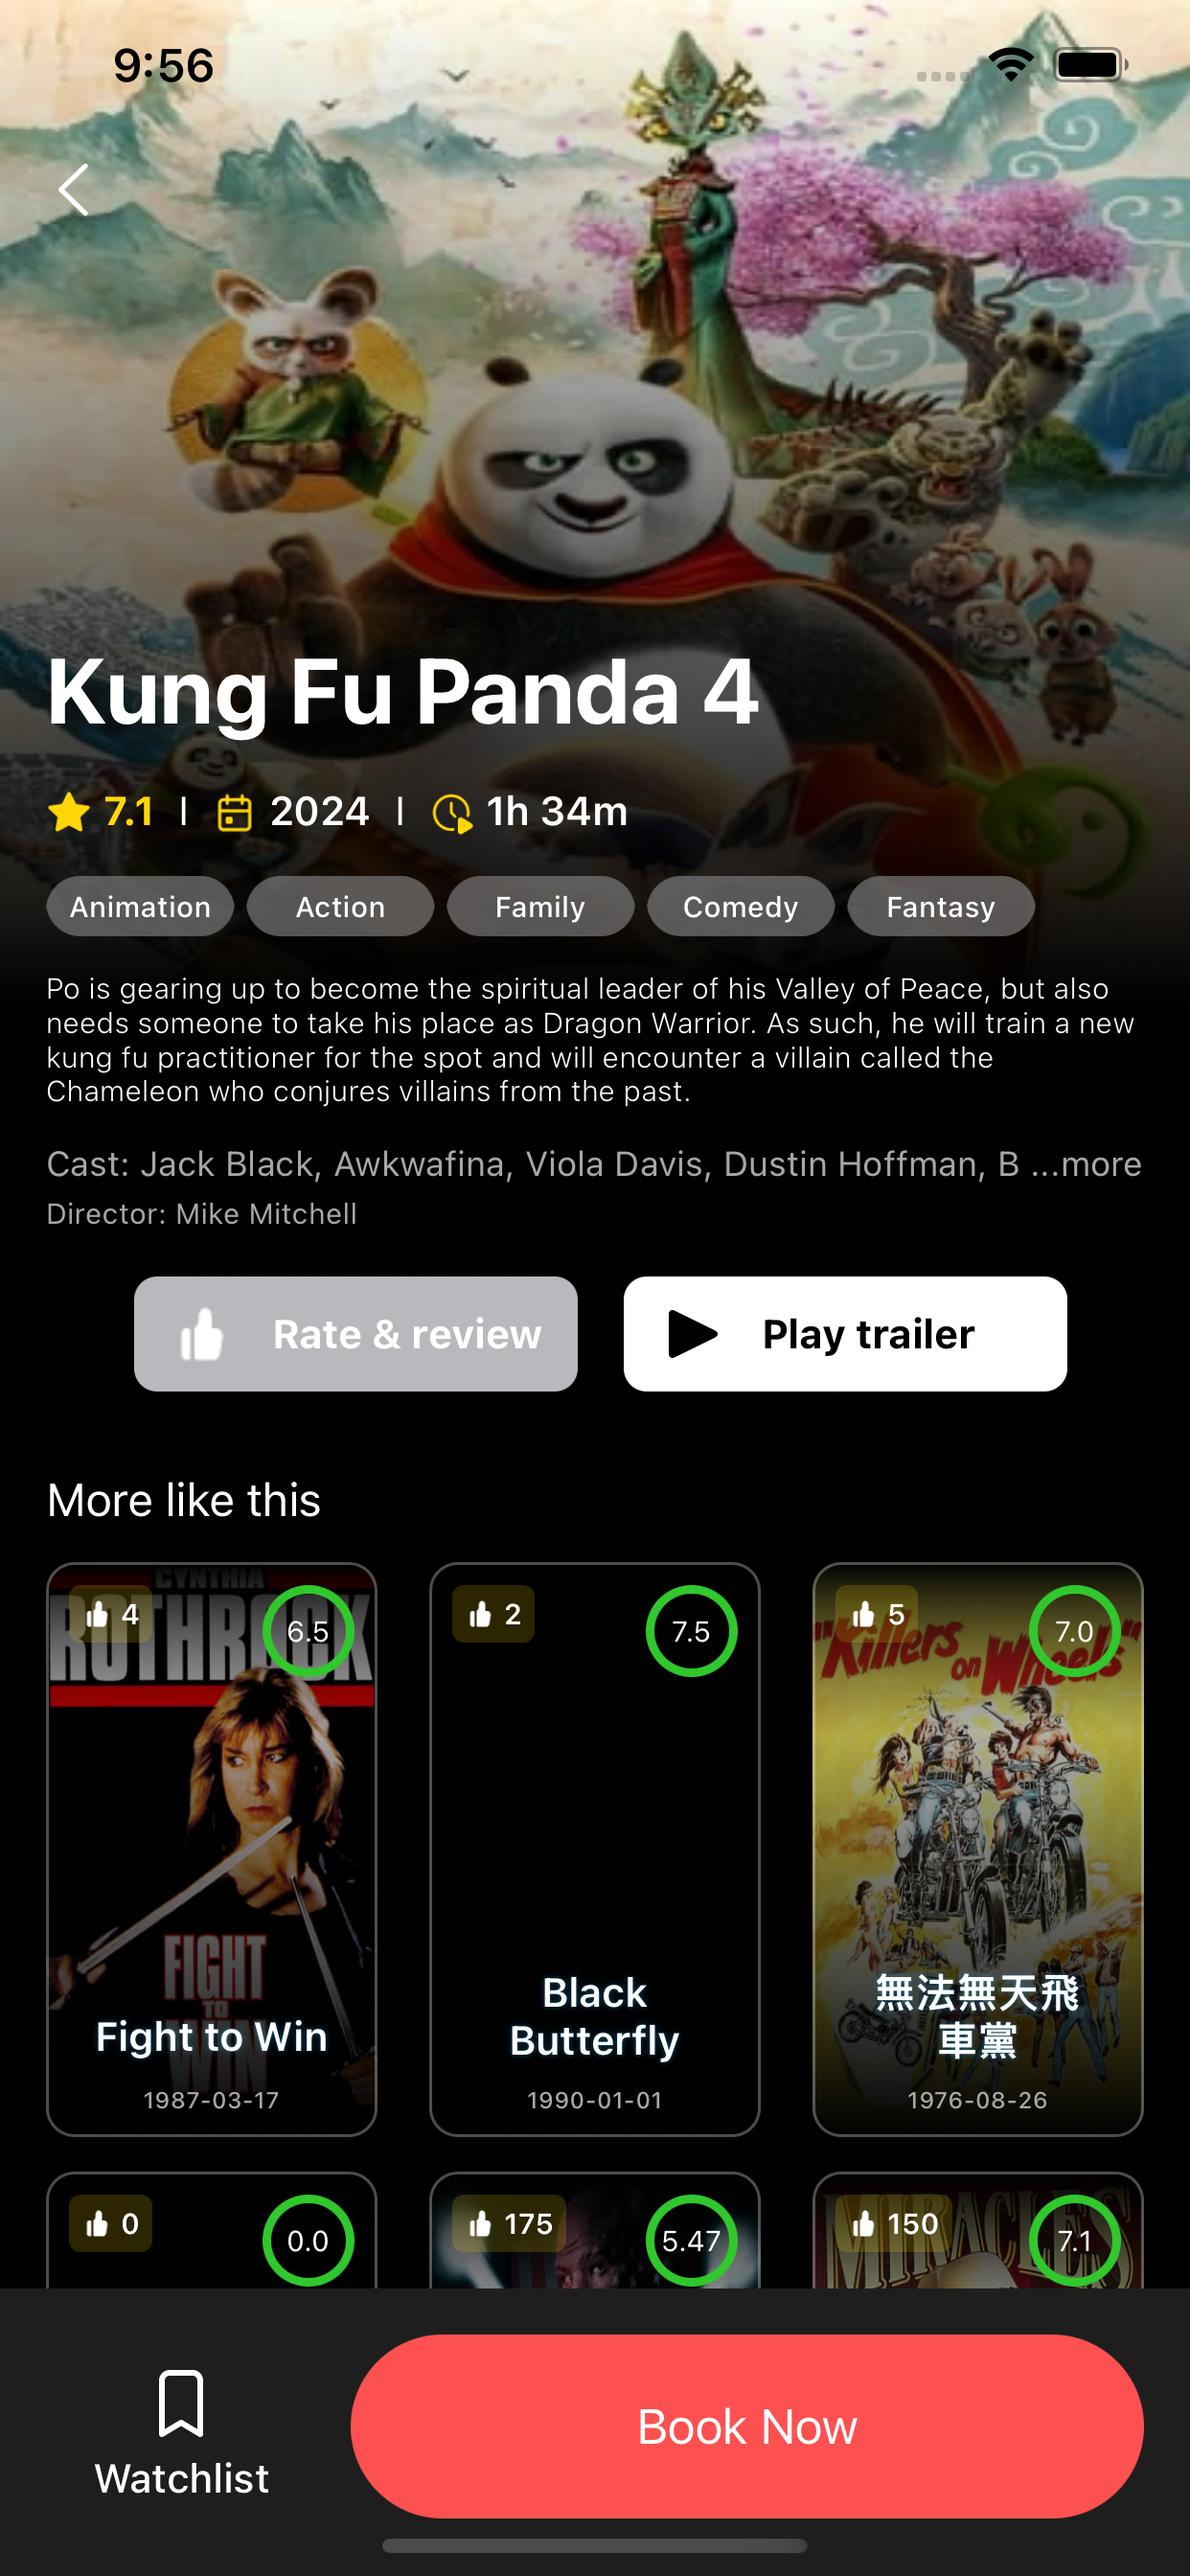 9:56
Kung Fu Panda 4
7.1 | 2024 | 1h 34m
Animation Action Family Comedy Fantasy
Po is gearing up to become the spiritual leader of his Valley of Peace, but also
needs someone to take his place as Dragon Warrior. As such, he will train a new
kung fu practitioner for the spot and will encounter a villain called the
Chameleon who conjures villains from the past.
Cast: Jack Black, Awkwafina, Viola Davis, Dustin Hoffman, B ...more
Director: Mike Mitchell
Rate & review
Play trailer
More like this
CYNTHIA
ROTHROCK
4
6.5
FIGHT
TO
WIN
Fight to Win
1987-03-17
2
7.5
Black
Butterfly
1990-01-01
5
7.0
"Killers
on Wheels"
無法無天飛
車黨
1976-08-26
0
0.0
175
5.47
150
7.1
MIRACLES
Watchlist
Book Now